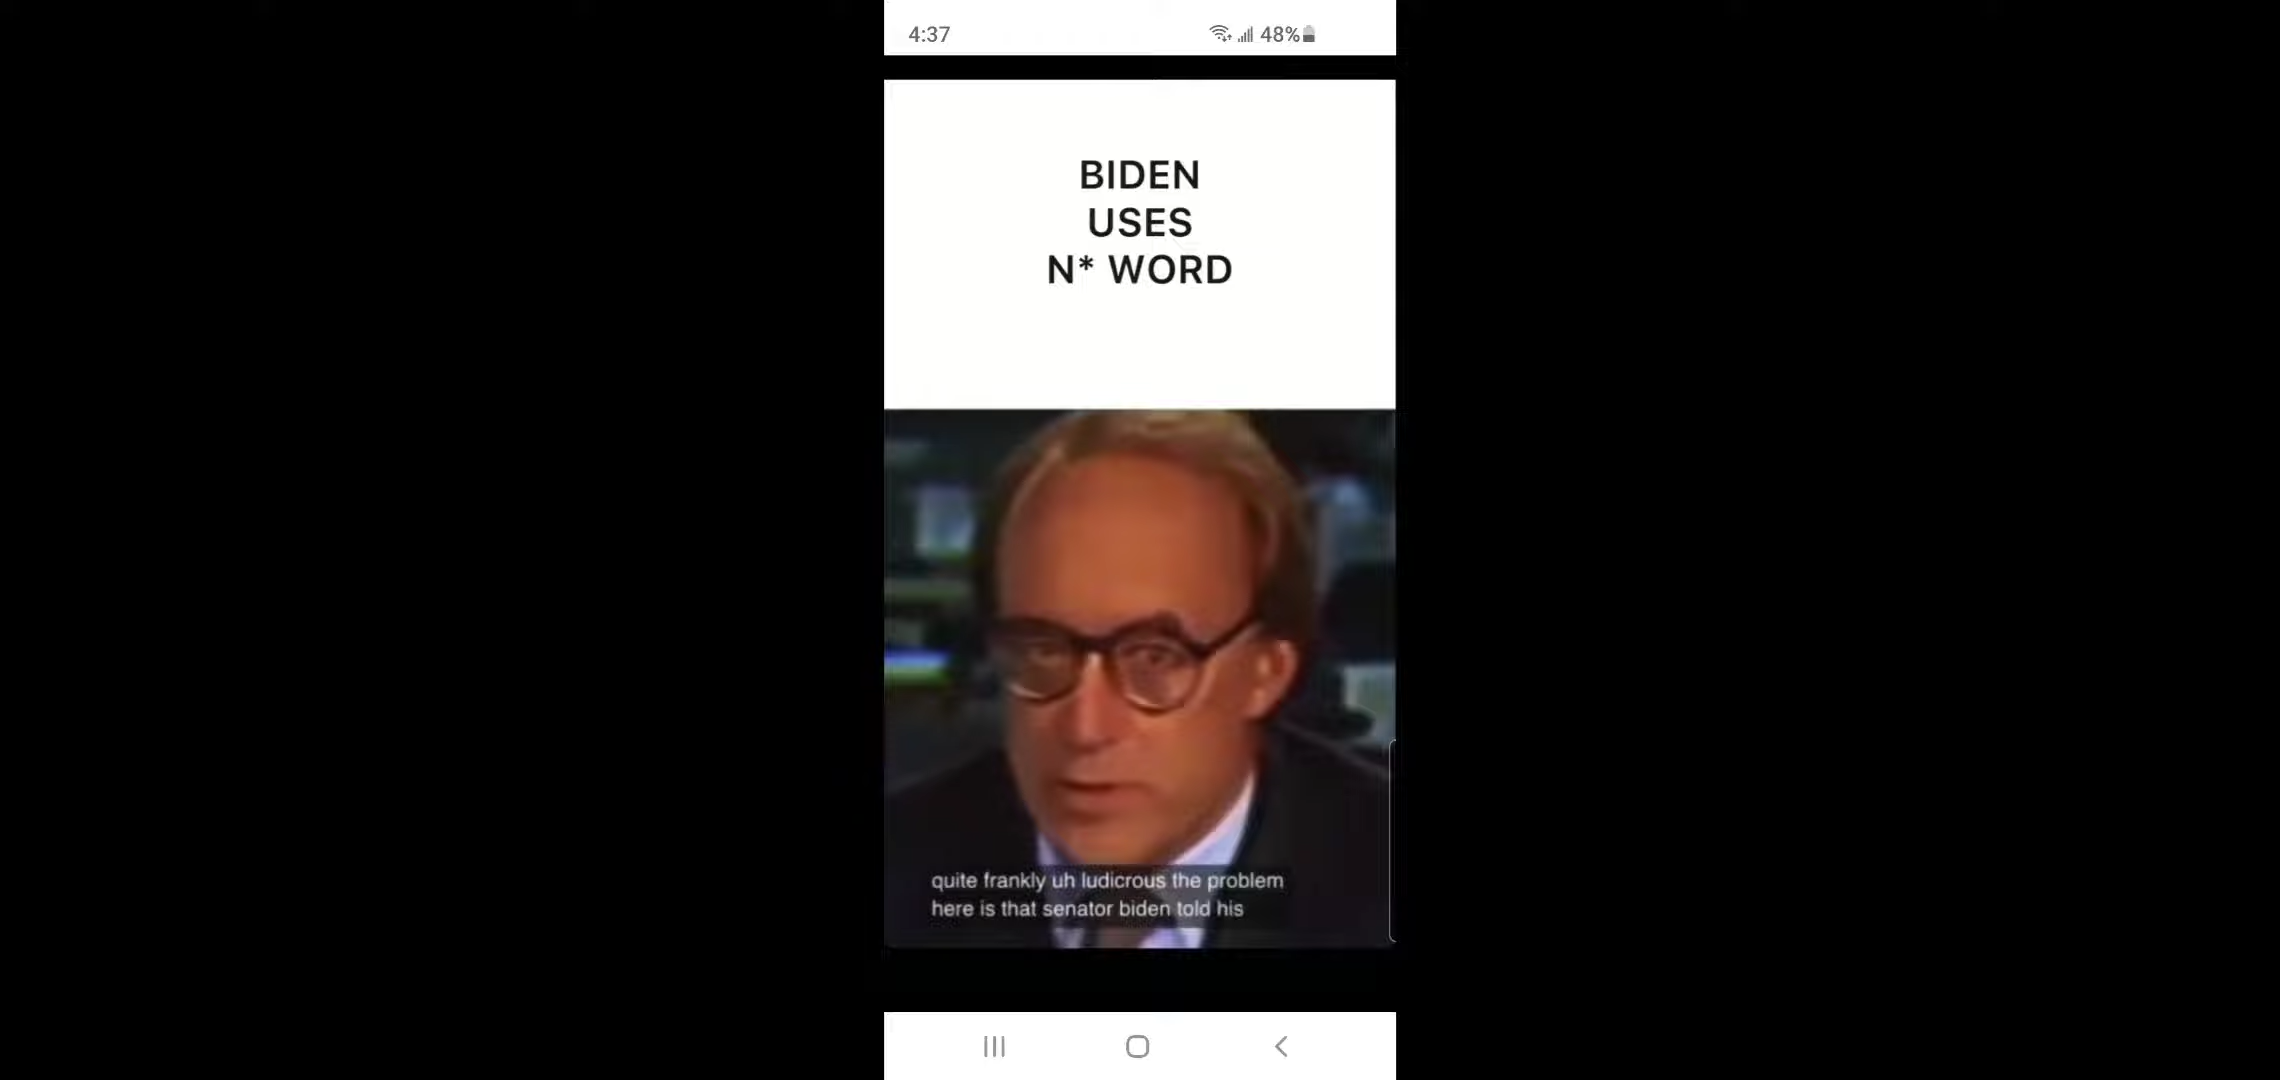 4:37
48%
BIDEN
USES
N* WORD
quite frankly uh ludicrous the problem
here is that senator biden told his